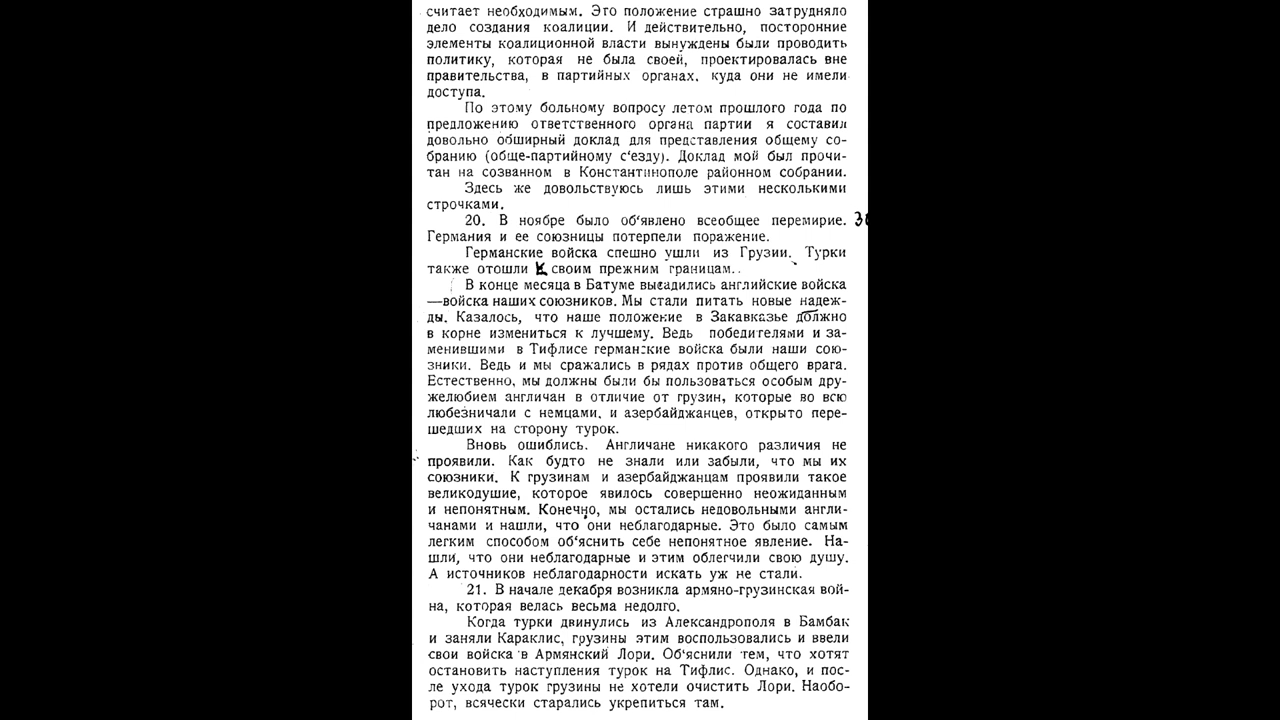 считает необходимым. Это положение страшно затрудняло
дело создания коалиции. И действительно, посторонние
элементы коалиционной власти вынуждены были проводить
политику, которая не была своей, проектировалась вне
правительства, в партийных органах, куда они не имели
доступа.
По этому больному вопросу летом прошлого года по
предложению ответственного органа партии я составил
довольно обширный доклад для представления общему со-
бранию (обще-партийному с‘езду). Доклад мой был прочи-
тан на созванном в Константинополе районном собрании.
Здесь же довольствуюсь лишь этими несколькими
строчками.
20. В ноябре было об‘явлено всеобщее перемирие.
Германия и ее союзницы потерпели поражение.
Германские войска спешно ушли из Грузии. Турки
также отошли к своим прежним границам.
В конце месяца в Батуме высадились английские войска
—войска наших союзников. Мы стали питать новые надеж-
ды. Казалось, что наше положение в Закавказье должно
в корне измениться к лучшему. Ведь победителями и за-
менившими в Тифлисе германские войска были наши сою-
зники. Ведь и мы сражались в рядах против общего врага.
Естественно, мы должны были бы пользоваться особым дру-
желюбием англичан в отличие от грузин, которые во всю
любезничали с немцами, и азербайджанцев, открыто пере-
шедших на сторону турок.
Вновь ошиблись. Англичане никакого различия не
проявили. Как будто не знали или забыли, что мы их
союзники. К грузинам и азербайджанцам проявили такое
великодушие, которое явилось совершенно неожиданным
и непонятным. Конечно, мы остались недовольными англи-
чанами и нашли, что они неблагодарные. Это было самым
легким способом об‘яснить себе непонятное явление. На-
шли, что они неблагодарные и этим облегчили свою душу.
А источников неблагодарности искать уж не стали.
21. В начале декабря возникла армяно-грузинская вой-
на, которая велась весьма недолго.
Когда турки двинулись из Александрополя в Бамбак
и заняли Караклис, грузины этим воспользовались и ввели
свои войска в Армянский Лори. Об‘яснили тем, что хотят
остановить наступления турок на Тифлис. Однако, и пос-
ле ухода турок грузины не хотели очистить Лори. Наобо-
рот, всячески старались укрепиться там.